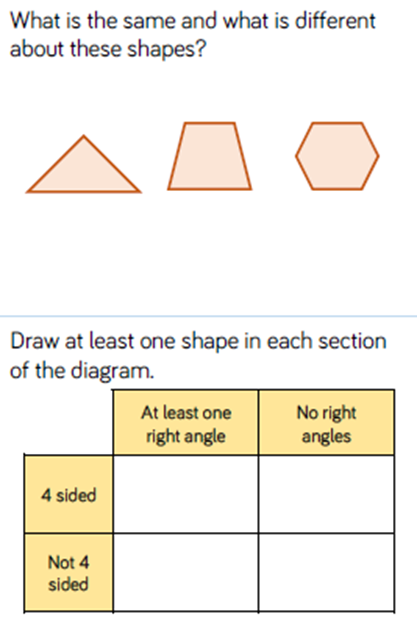 What is the same and what is different
about these shapes?
Draw at least one shape in each section
of the diagram.
At least one
right angle
No right
angles
4 sided
Not 4
sided